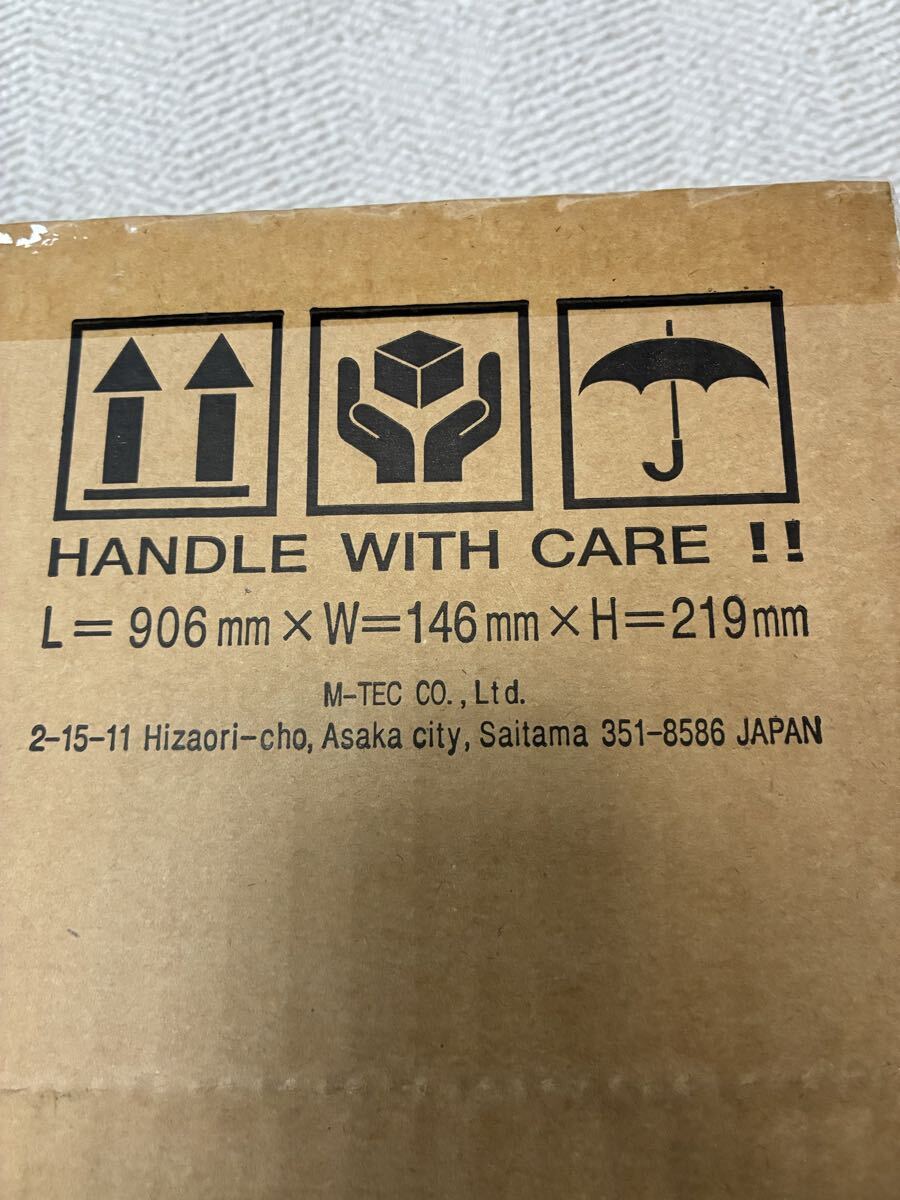 HANDLE WITH CARE !!
L=906mm×W=146mm×H=219mm
M-TEC CO.,Ltd.
2-15-11 Hizaori-cho, Asaka city, Saitama 351-8586 JAPAN